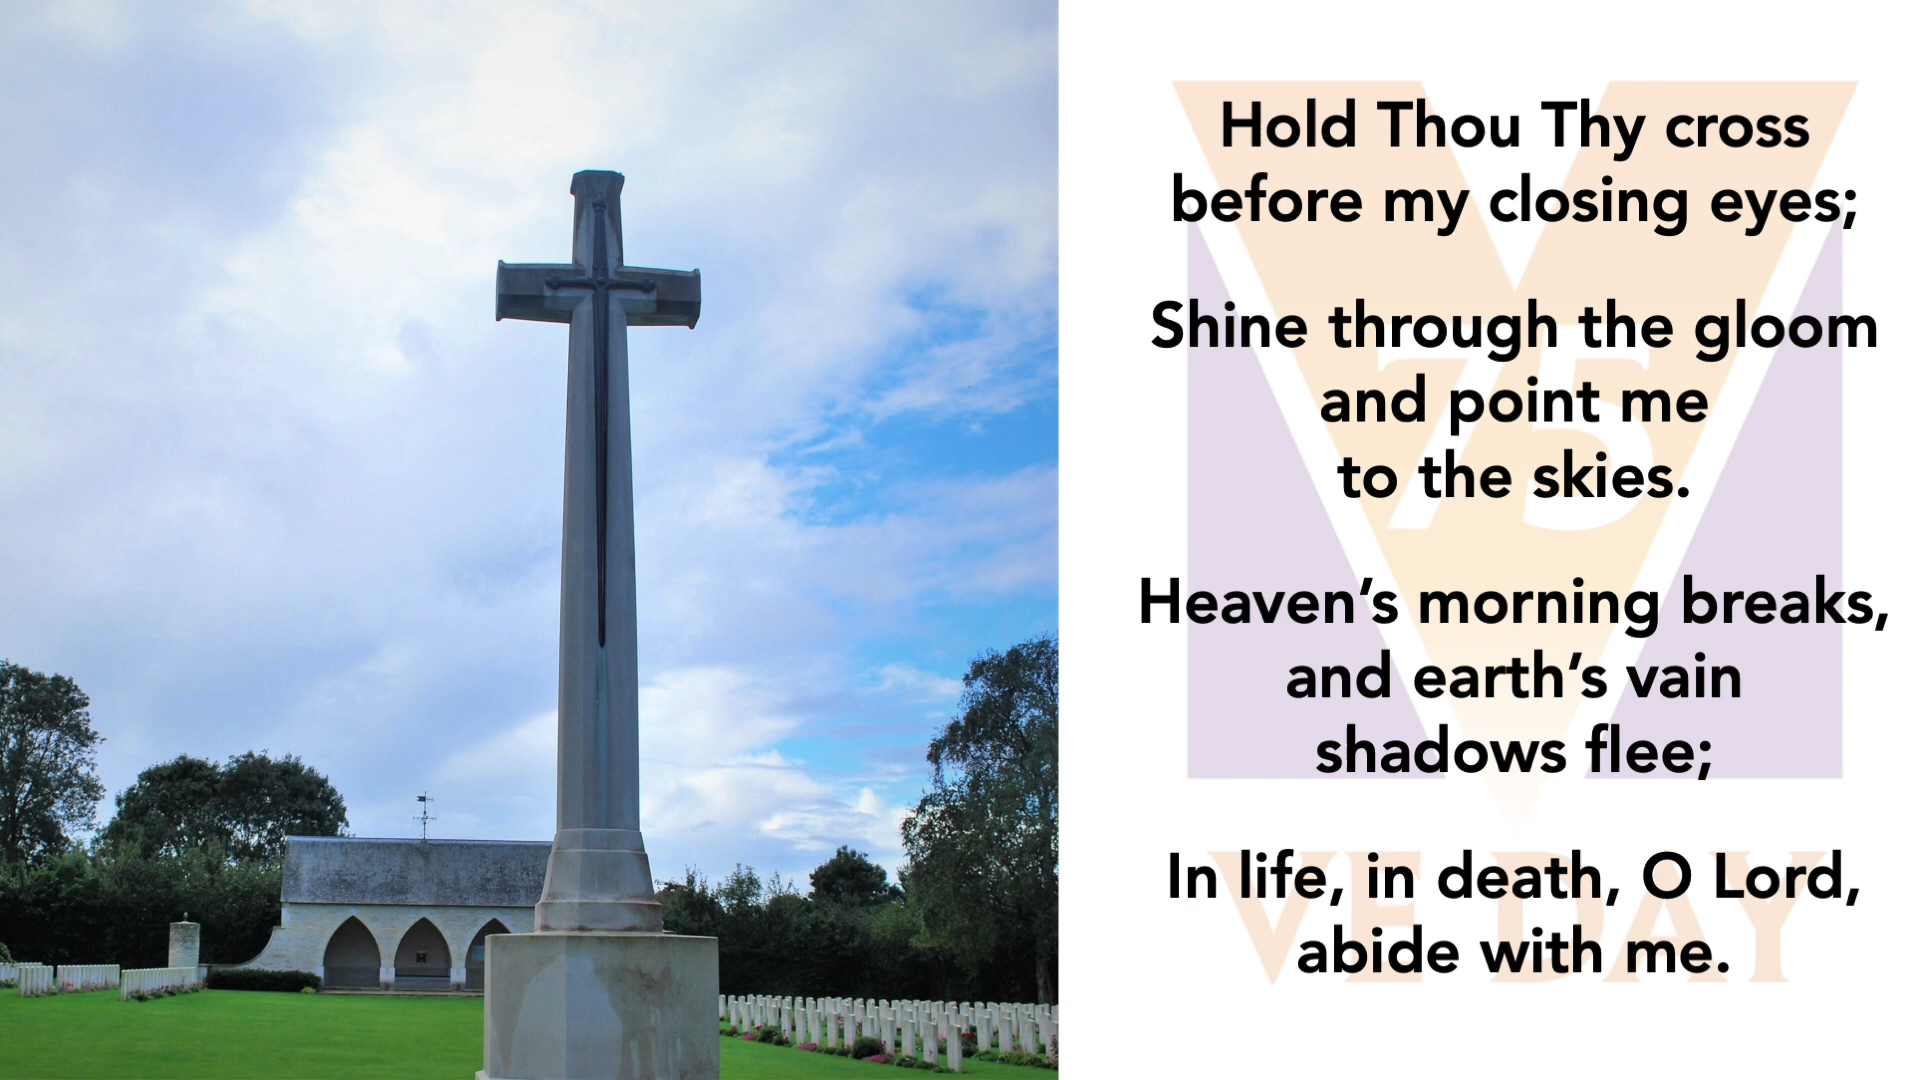 Hold Thou Thy cross
before my closing eyes;
Shine through the gloom
and point me
to the skies.
Heaven’s morning breaks,
and earth’s vain
shadows flee;
In life, in death, O Lord,
abide with me.
75
VE DAY